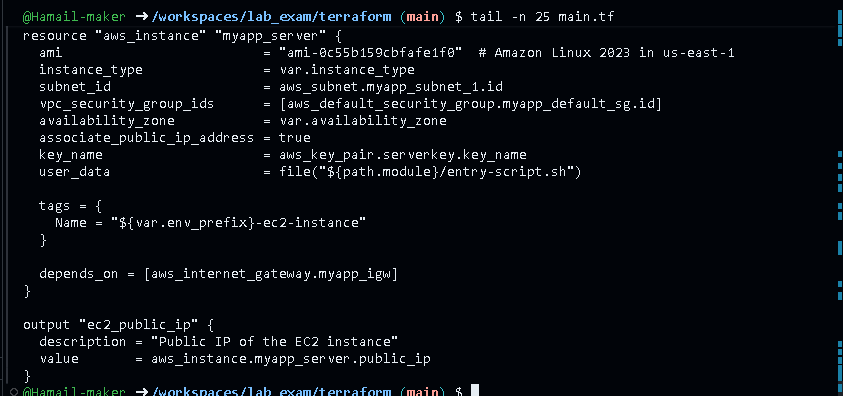 @Hamail-maker ➜ /workspaces/lab_exam/terraform (main) $ tail -n 25 main.tf
resource "aws_instance" "myapp_server" {
  ami                         = "ami-0c55b159cbfafe1f0"  # Amazon Linux 2023 in us-east-1
  instance_type               = var.instance_type
  subnet_id                   = aws_subnet.myapp_subnet_1.id
  vpc_security_group_ids      = [aws_default_security_group.myapp_default_sg.id]
  availability_zone           = var.availability_zone
  associate_public_ip_address = true
  key_name                    = aws_key_pair.serverkey.key_name
  user_data                   = file("${path.module}/entry-script.sh")

  tags = {
    Name = "${var.env_prefix}-ec2-instance"
  }

  depends_on = [aws_internet_gateway.myapp_igw]
}

output "ec2_public_ip" {
  description = "Public IP of the EC2 instance"
  value       = aws_instance.myapp_server.public_ip
}
@Hamail-maker ➜ /workspaces/lab_exam/terraform (main) $